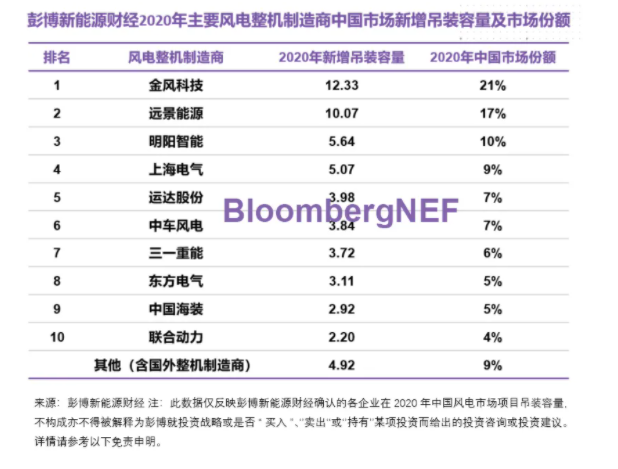 彭博新能源财经2020年主要风电整机制造商中国市场新增吊装容量及市场份额
排名 风电整机制造商 2020年新增吊装容量 2020年中国市场份额
1 金风科技 12.33 21%
2 远景能源 10.07 17%
3 明阳智能 5.64 10%
4 上海电气 5.07 9%
5 运达股份 3.98 7%
BloombergNEF
6 中车风电 3.84 7%
7 三一重能 3.72 6%
8 东方电气 3.11 5%
9 中国海装 2.92 5%
10 联合动力 2.20 4%
其他（含国外整机制造商） 4.92 9%
来源：彭博新能源财经 注：此数据仅反映彭博新能源财经确认的各企业在 2020 年中国风电市场项目吊装容量,
不构成亦不得被解释为彭博就投资战略或是否“买入”、“卖出”或“持有”某项投资而给出的投资咨询或投资建议。
详情请参考以下免责申明。